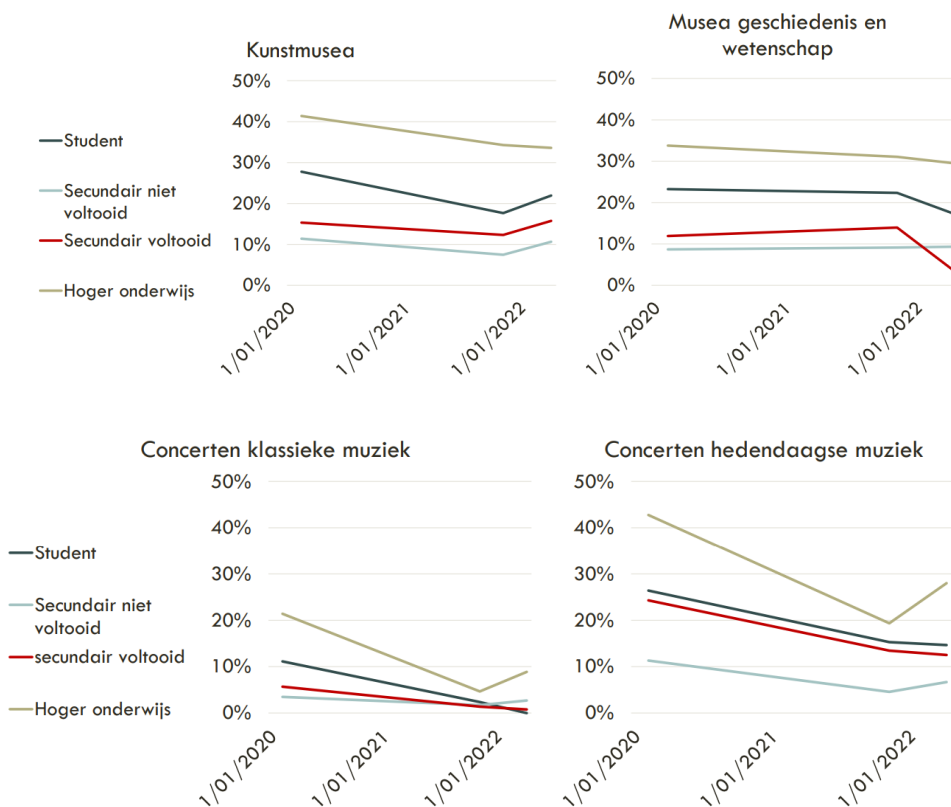 Kunstmusea
50%
40%
30%
20%
10%
0%
1/01/2020
1/01/2021
1/01/2022
Student
Secundair niet
voltooid
Secundair voltooid
Hoger onderwijs
Musea geschiedenis en
wetenschap
50%
40%
30%
20%
10%
0%
1/01/2020
1/01/2021
1/01/2022
Concerten klassieke muziek
50%
40%
30%
20%
10%
0%
1/01/2020
1/01/2021
1/01/2022
Student
Secundair niet
voltooid
secundair voltooid
Hoger onderwijs
Concerten hedendaagse muziek
50%
40%
30%
20%
10%
0%
1/01/2020
1/01/2021
1/01/2022